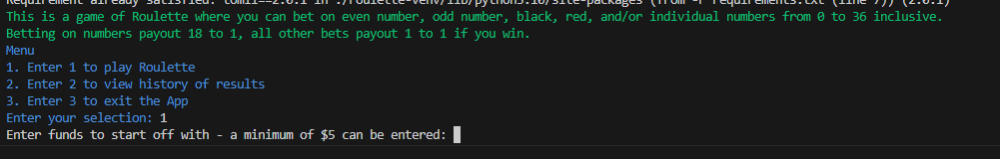 Requirement already satisfied: tomli==2.0.1 in ./roulette-venv/lib/python3.10/site-packages (from -r requirements.txt (line 7)) (2.0.1)
This is a game of Roulette where you can bet on even number, odd number, black, red, and/or individual numbers from 0 to 36 inclusive.
Betting on numbers payout 18 to 1, all other bets payout 1 to 1 if you win.
Menu
1. Enter 1 to play Roulette
2. Enter 2 to view history of results
3. Enter 3 to exit the App
Enter your selection: 1
Enter funds to start off with - a minimum of $5 can be entered: